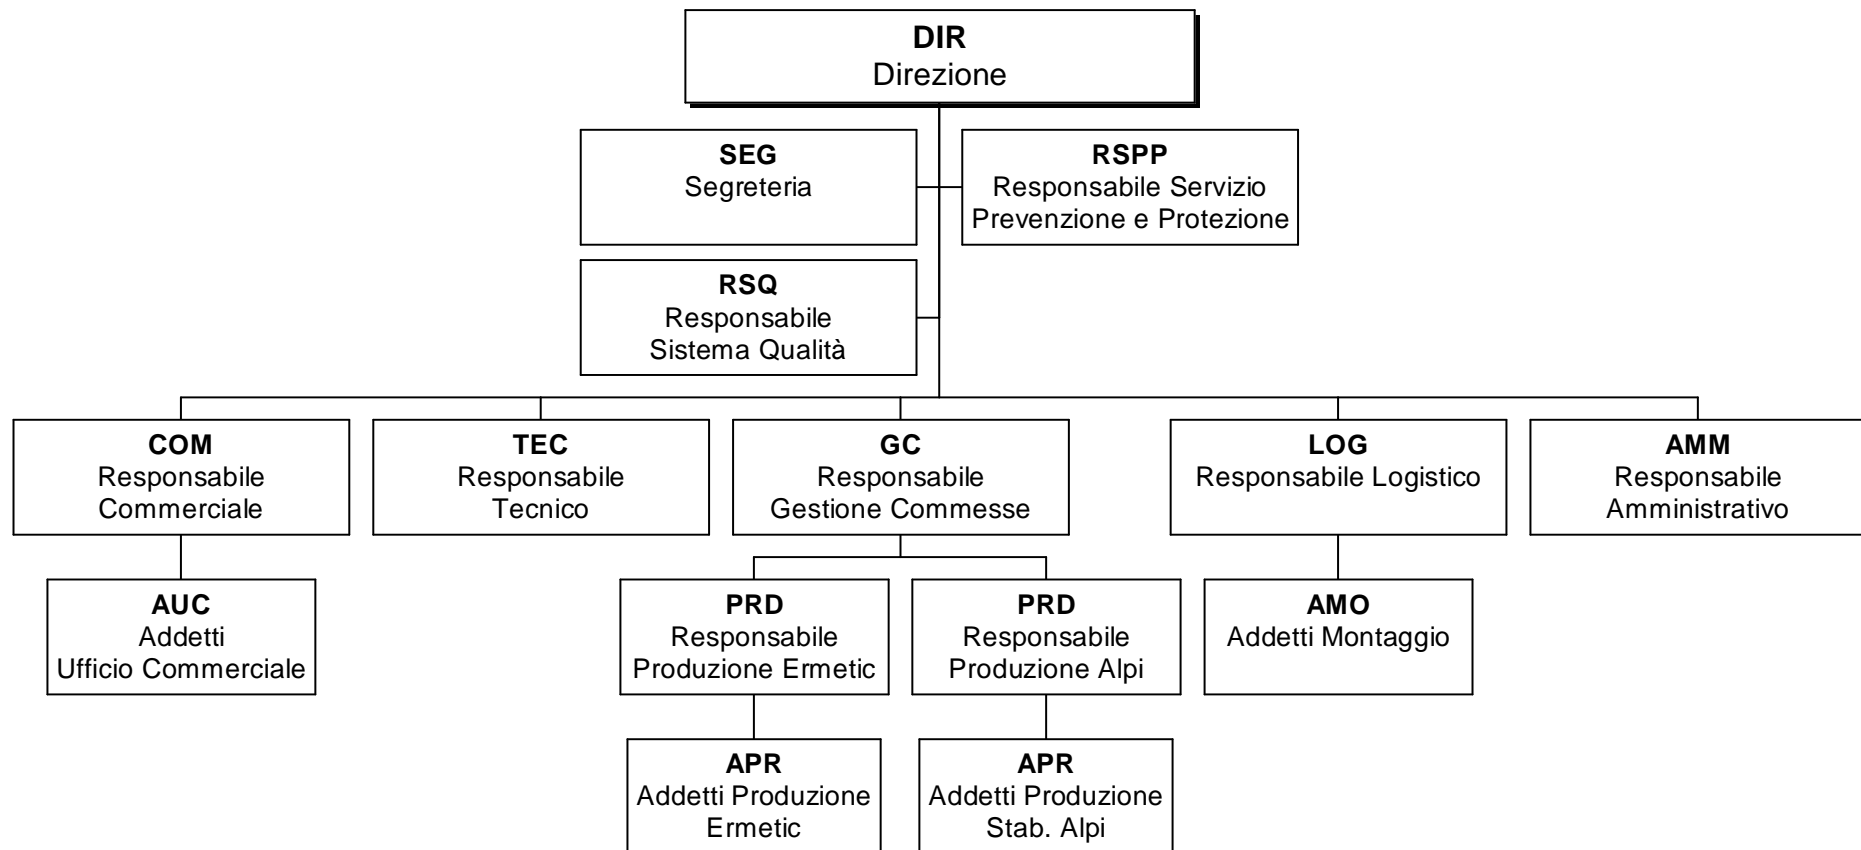 DIR
Direzione
SEG
Segreteria
RSPP
Responsabile Servizio
Prevenzione e Protezione
RSQ
Responsabile
Sistema Qualità
COM
Responsabile
Commerciale
TEC
Responsabile
Tecnico
GC
Responsabile
Gestione Commesse
LOG
Responsabile Logistico
AMM
Responsabile
Amministrativo
AUC
Addetti
Ufficio Commerciale
PRD
Responsabile
Produzione Ermetic
PRD
Responsabile
Produzione Alpi
AMO
Addetti Montaggio
APR
Addetti Produzione
Ermetic
APR
Addetti Produzione
Stab. Alpi